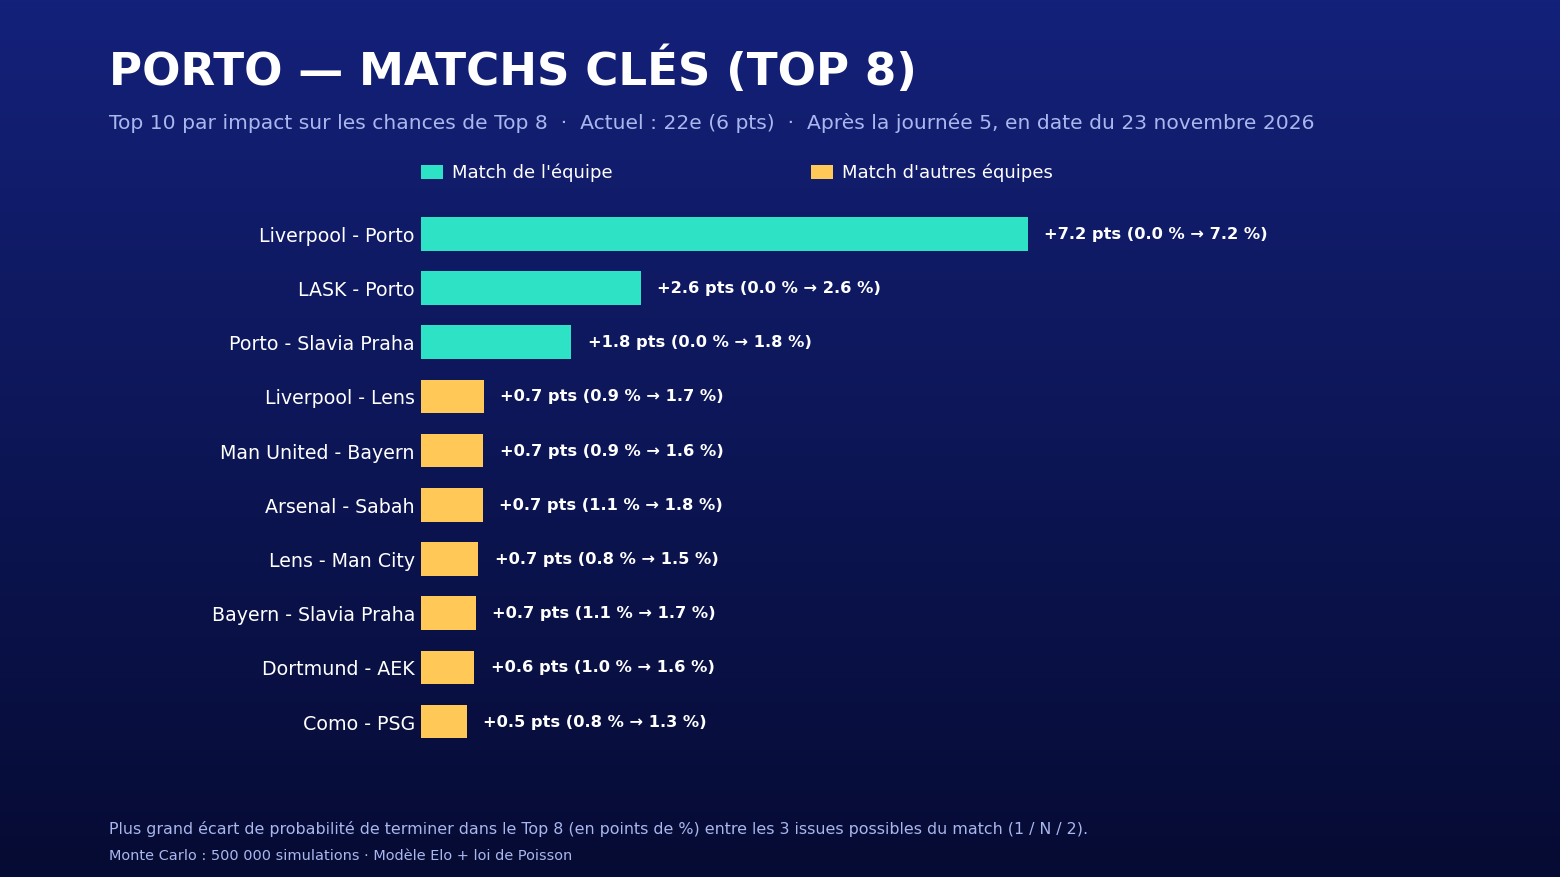 PORTO — MATCHS CLÉS (TOP 8)
Top 10 par impact sur les chances de Top 8 · Actuel : 22e (6 pts) · Après la journée 5, en date du 23 novembre 2026
Match de l'équipe
Match d'autres équipes
Liverpool - Porto +7.2 pts (0.0 % → 7.2 %)
LASK - Porto +2.6 pts (0.0 % → 2.6 %)
Porto - Slavia Praha +1.8 pts (0.0 % → 1.8 %)
Liverpool - Lens +0.7 pts (0.9 % → 1.7 %)
Man United - Bayern +0.7 pts (0.9 % → 1.6 %)
Arsenal - Sabah +0.7 pts (1.1 % → 1.8 %)
Lens - Man City +0.7 pts (0.8 % → 1.5 %)
Bayern - Slavia Praha +0.7 pts (1.1 % → 1.7 %)
Dortmund - AEK +0.6 pts (1.0 % → 1.6 %)
Como - PSG +0.5 pts (0.8 % → 1.3 %)
Plus grand écart de probabilité de terminer dans le Top 8 (en points de %) entre les 3 issues possibles du match (1 / N / 2).
Monte Carlo : 500 000 simulations · Modèle Elo + loi de Poisson